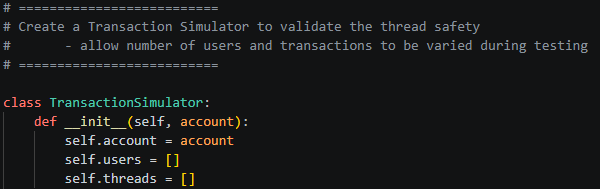 # ==========================
# Create a Transaction Simulator to validate the thread safety
#      - allow number of users and transactions to be varied during testing
# ==========================

class TransactionSimulator:
    def __init__(self, account):
        self.account = account
        self.users = []
        self.threads = []